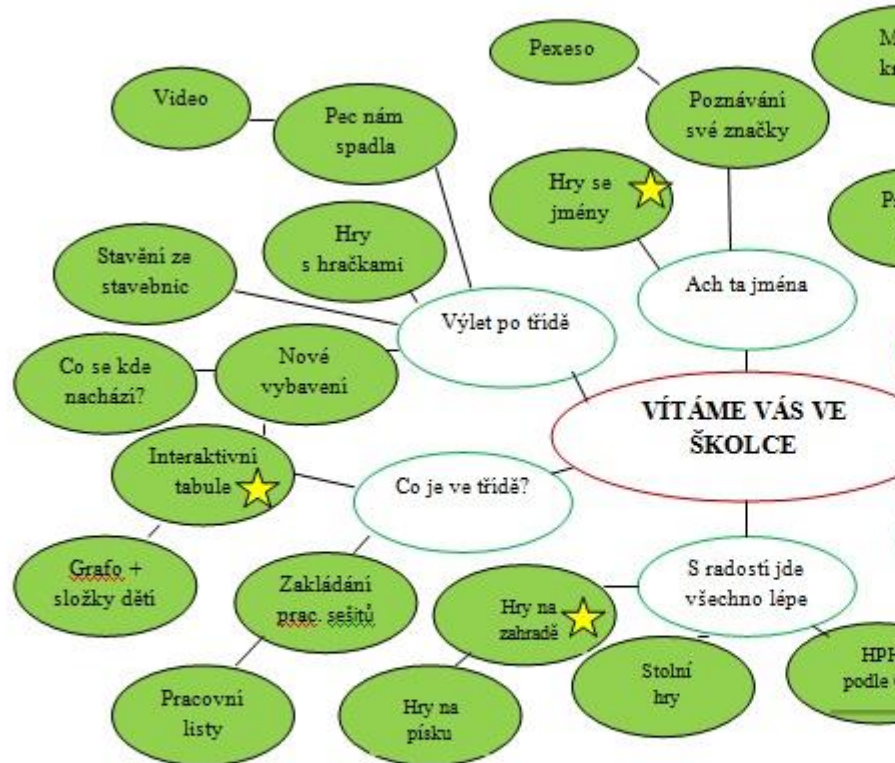 Pexeso
Video
Pec nám
spadla
Poznávání
své značky
Hry se
jmény
Hry
s hračkami
Stavění ze
stavebnic
Ach ta jména
Výlet po třídě
Co se kde
nachází?
Nové
vybavení
VÍTÁME VÁS VE
ŠKOLCE
Interaktivní
tabule
Co je ve třídě?
Grafo +
složky dětí
Zakládání
prac. sešitů
Hry na
zahradě
S radostí jde
všechno lépe
Pracovní
listy
Hry na
písku
Stolní
hry
podle